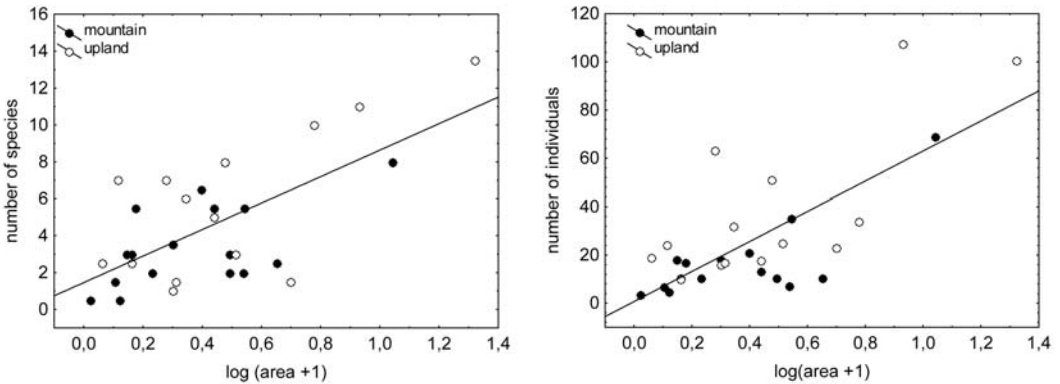 16
14
12
10
8
6
4
2
0
number of species
mountain
upland
0,0 0,2 0,4 0,6 0,8 1,0 1,2 1,4
log (area +1)
120
100
80
60
40
20
0
number of individuals
mountain
upland
0,0 0,2 0,4 0,6 0,8 1,0 1,2 1,4
log(area +1)